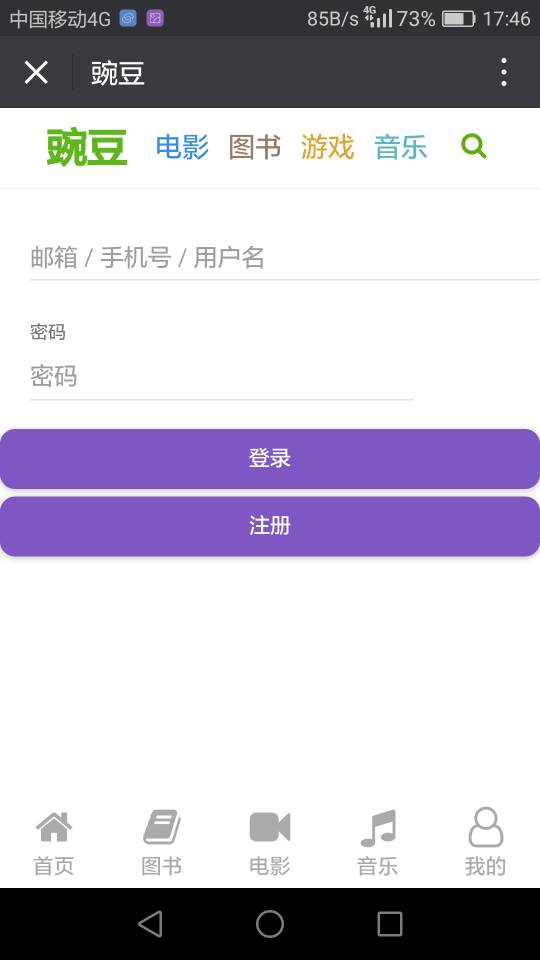 中国移动4G 85B/s 4G 73% 17:46
豌豆
豌豆 电影 图书 游戏 音乐
邮箱 / 手机号 / 用户名
密码
密码
登录
注册
首页 图书 电影 音乐 我的